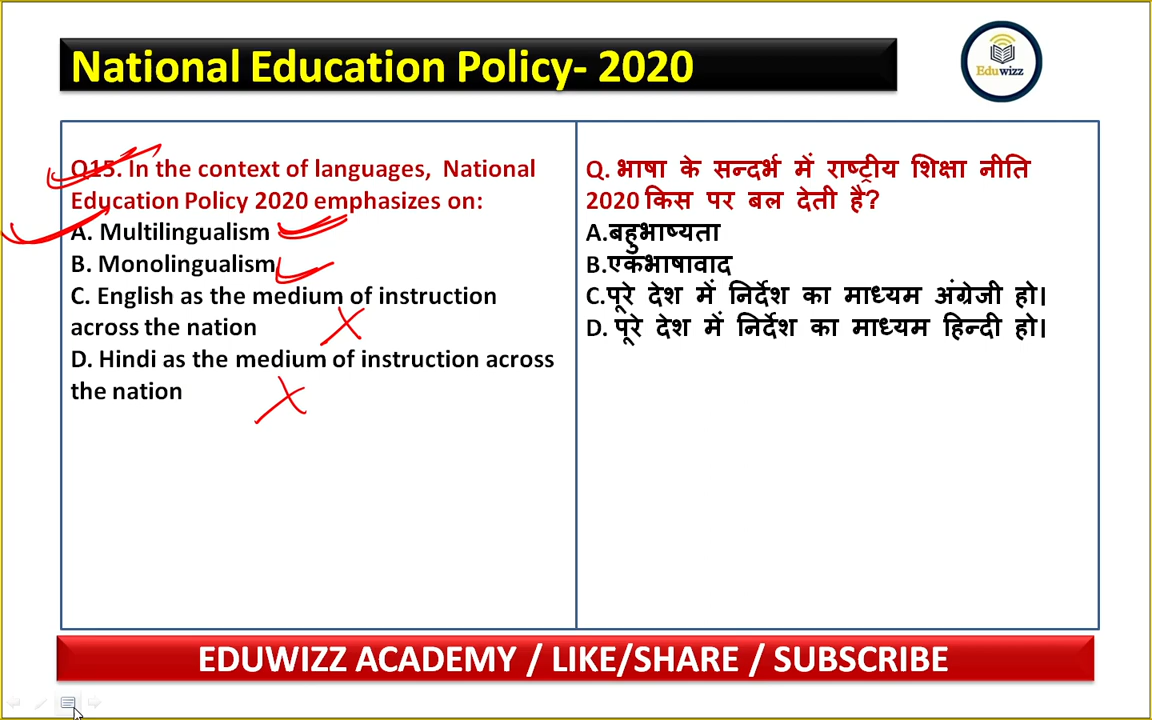 National Education Policy- 2020
Eduwizz
Q15. In the context of languages, National
Education Policy 2020 emphasizes on:
A. Multilingualism
B. Monolingualism
C. English as the medium of instruction
across the nation
D. Hindi as the medium of instruction across
the nation
Q. भाषा के सन्दर्भ में राष्ट्रीय शिक्षा नीति
2020 किस पर बल देती है?
A.बहुभाष्यता
B.एकभाषावाद
C.पूरे देश में निर्देश का माध्यम अंग्रेजी हो।
D. पूरे देश में निर्देश का माध्यम हिन्दी हो।
EDUWIZZ ACADEMY / LIKE/SHARE / SUBSCRIBE